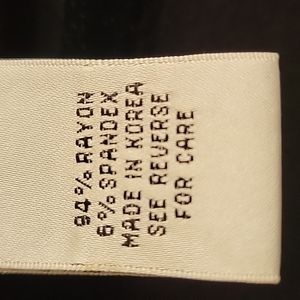 94% RAYON
6% SPANDEX
MADE IN KOREA
SEE REVERSE
FOR CARE